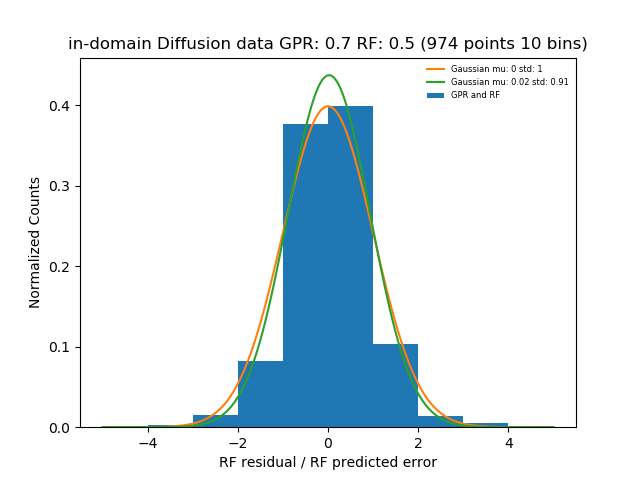 in-domain Diffusion data GPR: 0.7 RF: 0.5 (974 points 10 bins)
Gaussian mu: 0 std: 1
Gaussian mu: 0.02 std: 0.91
GPR and RF
Normalized Counts
0.4
0.3
0.2
0.1
0.0
−4
−2
0
2
4
RF residual / RF predicted error